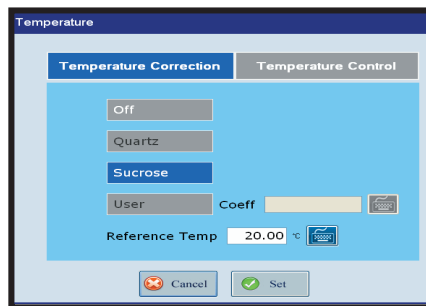 Temperature
Temperature Correction Temperature Control
Off
Quartz
Sucrose
User Coeff
Reference Temp 20.00 °C
Cancel Set